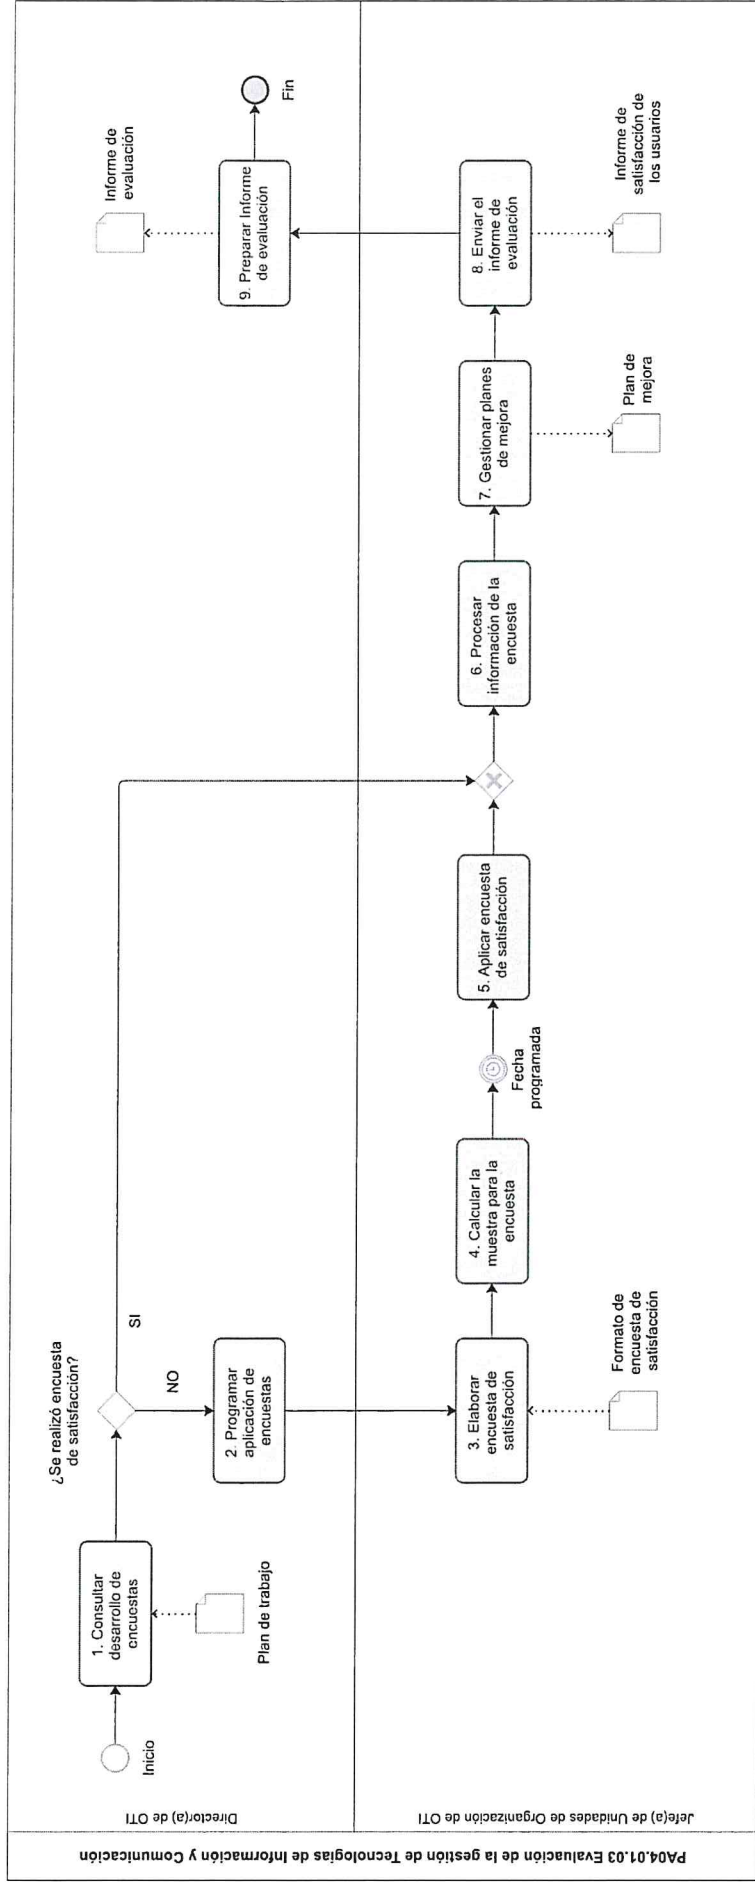 PA04.01.03 Evaluación de la gestión de Tecnologías de Información y Comunicación
Director(a) de OTI
Inicio
1. Consultar
desarrollo de
encuestas
Plan de trabajo
¿Se realizó encuesta
de satisfacción?
SI
NO
2. Programar
aplicación de
encuestas
9. Preparar Informe
de evaluación
Informe de
evaluación
Fin
Jefe(a) de Unidades de Organización de OTI
3. Elaborar
encuesta de
satisfacción
Formato de
encuesta de
satisfacción
4. Calcular la
muestra para la
encuesta
Fecha
programada
5. Aplicar encuesta
de satisfacción
6. Procesar
información de la
encuesta
7. Gestionar planes
de mejora
Plan de
mejora
8. Enviar el
informe de
evaluación
Informe de
satisfacción de
los usuarios